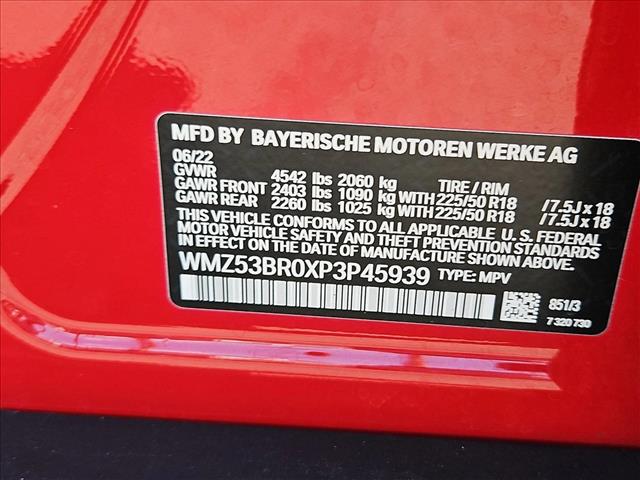 MFD BY BAYERISCHE MOTOREN WERKE AG
06/22
GVWR 4542 lbs 2060 kg TIRE / RIM
GAWR FRONT 2403 lbs 1090 kg WITH 225/50 R18 /7.5J x 18
GAWR REAR 2260 lbs 1025 kg WITH 225/50 R18 /7.5J x 18
THIS VEHICLE CONFORMS TO ALL APPLICABLE U. S. FEDERAL
MOTOR VEHICLE SAFETY AND THEFT PREVENTION STANDARDS
IN EFFECT ON THE DATE OF MANUFACTURE SHOWN ABOVE.
WMZ53BR0XP3P45939 TYPE: MPV
851/3
7 320 730